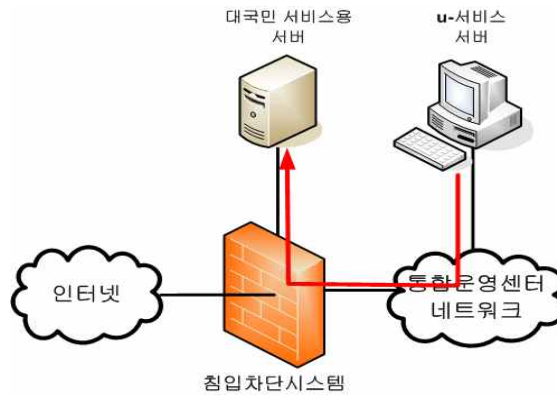 대국민 서비스용
서버
u-서비스
서버
인터넷
통합운영센터
네트워크
침입차단시스템